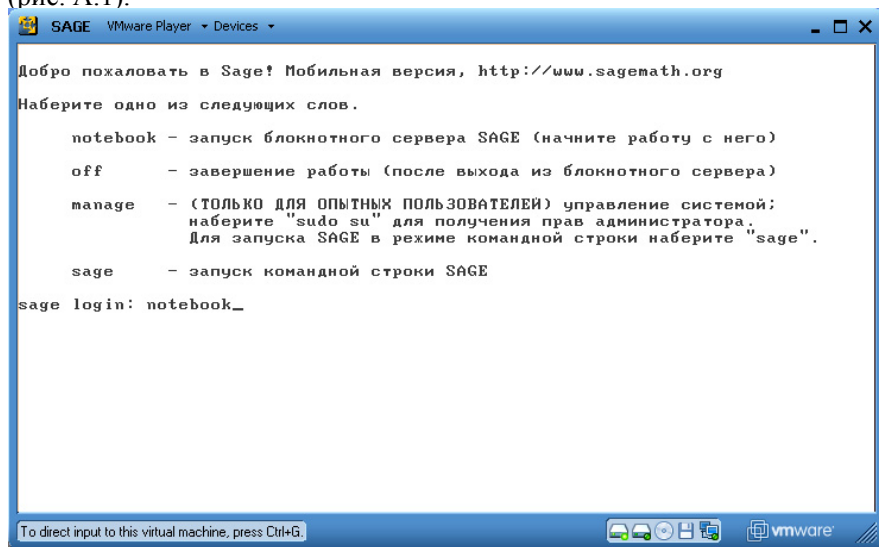 (рис. А.1).
SAGE VMware Player Devices
Добро пожаловать в Sage! Мобильная версия, http://www.sagemath.org
Наберите одно из следующих слов.
notebook – запуск блокнотного сервера SAGE (начните работу с него)
off – завершение работы (после выхода из блокнотного сервера)
manage – (ТОЛЬКО ДЛЯ ОПЫТНЫХ ПОЛЬЗОВАТЕЛЕЙ) управление системой;
наберите "sudo su" для получения прав администратора.
Для запуска SAGE в режиме командной строки наберите "sage".
sage – запуск командной строки SAGE
sage login: notebook_
To direct input to this virtual machine, press Ctrl+G.
vmware